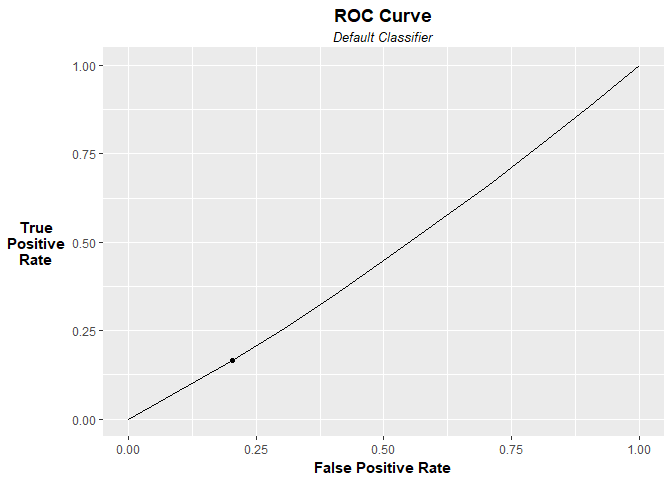 ROC Curve
Default Classifier
1.00
0.75
0.50
0.25
0.00
True
Positive
Rate
0.00
0.25
0.50
0.75
1.00
False Positive Rate